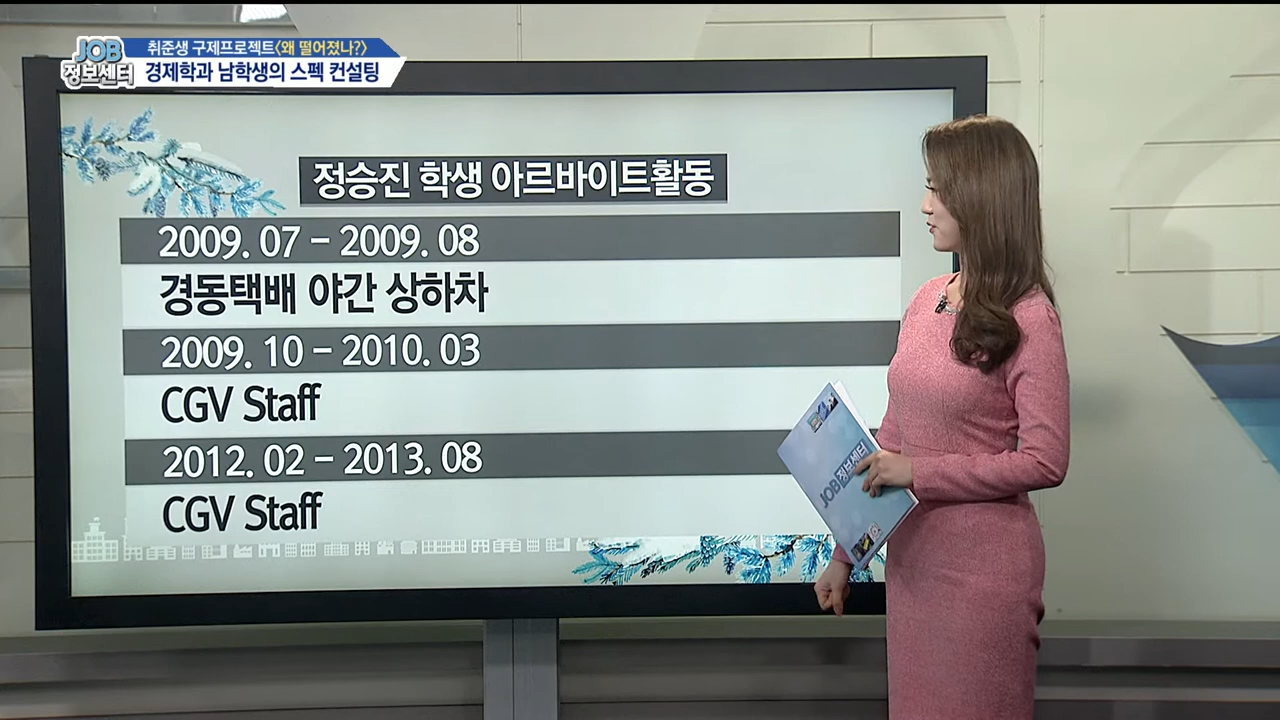 JOB
정보센터
취준생 구제프로젝트<왜 떨어졌나?>
경제학과 남학생의 스펙 컨설팅
정승진 학생 아르바이트활동
2009. 07 - 2009. 08
경동택배 야간 상하차
2009. 10 - 2010. 03
CGV Staff
2012. 02 - 2013. 08
CGV Staff
JOB 정보센터